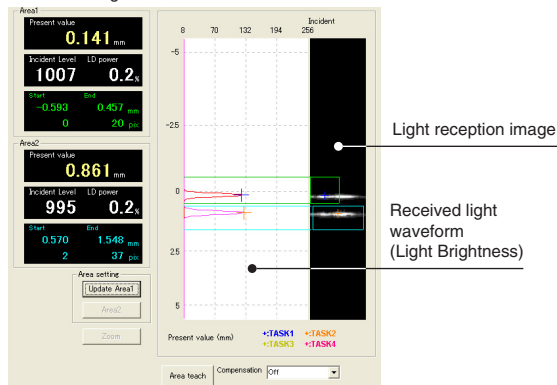 Area1
Present value
0.141 mm
Incident Level LD power
1007 0.2%
Start End
-0.593 0.457 mm
0 20 pix
Area2
Present value
0.861 mm
Incident Level LD power
995 0.2%
Start End
0.570 1.548 mm
2 37 pix
Area setting
Update Area1
Area2
Zoom
Incident
8 70 132 194 256
-5
-2.5
0
2.5
5
Present value (mm)
+:TASK1 +:TASK2
+:TASK3 +:TASK4
Area teach Compensation Off
Light reception image
Received light
waveform
(Light Brightness)